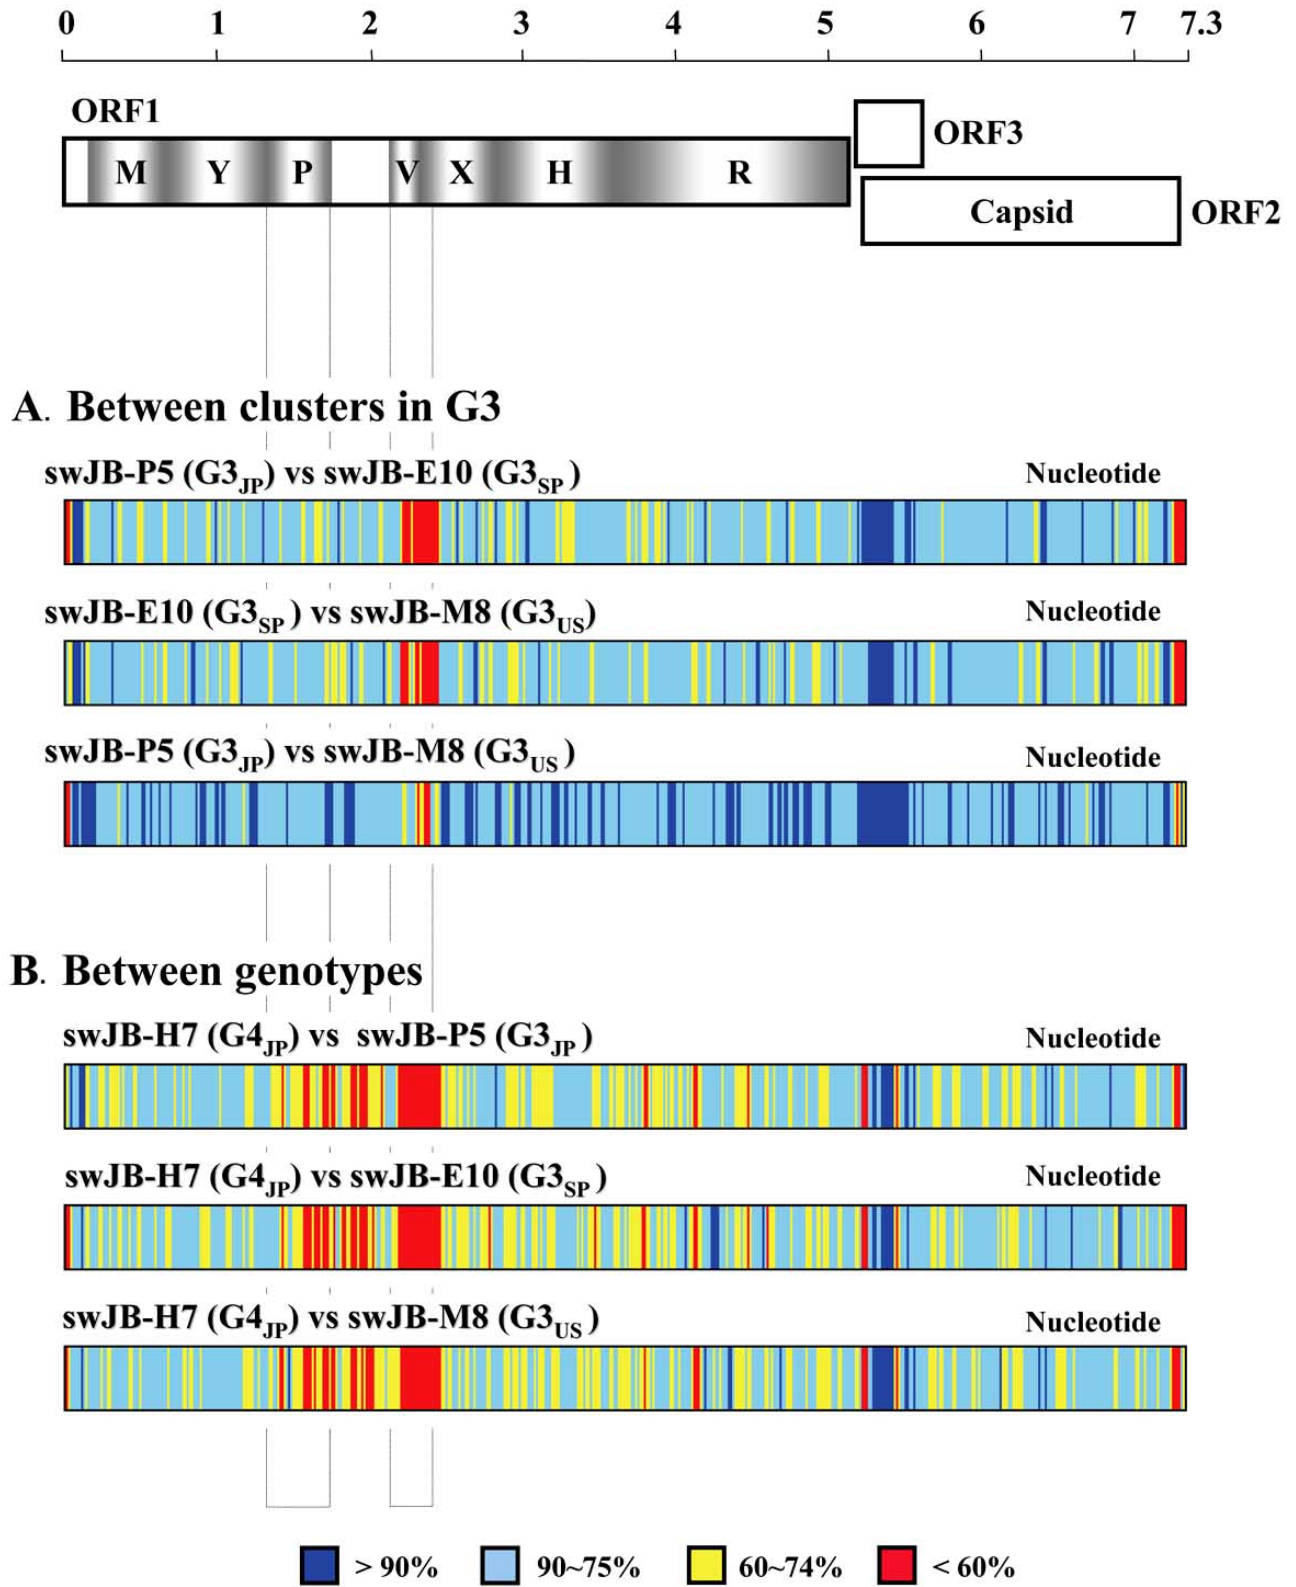 0 1 2 3 4 5 6 7 7.3
ORF1
ORF3
M Y P V X H R
Capsid ORF2
A. Between clusters in G3
swJB-P5 (G3JP) vs swJB-E10 (G3SP) Nucleotide
swJB-E10 (G3SP) vs swJB-M8 (G3US) Nucleotide
swJB-P5 (G3JP) vs swJB-M8 (G3US) Nucleotide
B. Between genotypes
swJB-H7 (G4JP) vs swJB-P5 (G3JP) Nucleotide
swJB-H7 (G4JP) vs swJB-E10 (G3SP) Nucleotide
swJB-H7 (G4JP) vs swJB-M8 (G3US) Nucleotide
> 90% 90~75% 60~74% < 60%